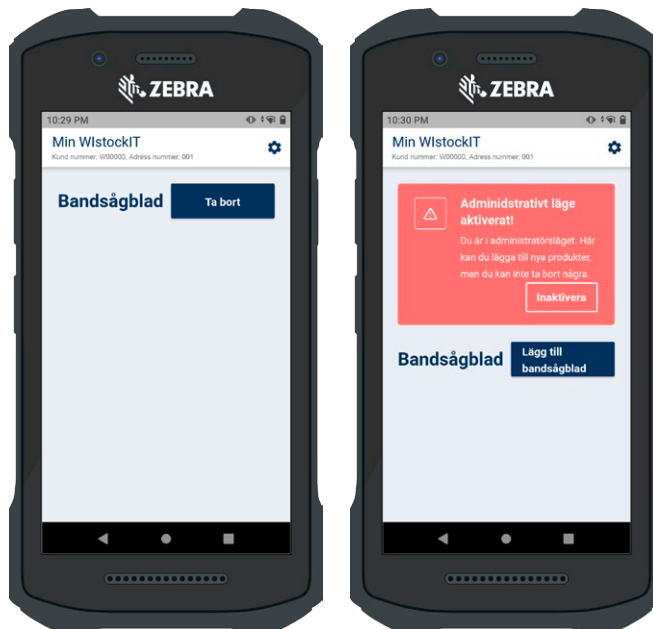 ZEBRA
10:29 PM
Min WIstockIT
Kund nummer: W00000, Adress nummer: 001
Bandsågblad
Ta bort
ZEBRA
10:30 PM
Min WIstockIT
Kund nummer: W00000, Adress nummer: 001
Adminidstrativt läge
aktiverat!
Du är i administratörsläget. Här
kan du lägga till nya produkter,
men du kan inte ta bort några.
Inaktivera
Bandsågblad
Lägg till
bandsågblad